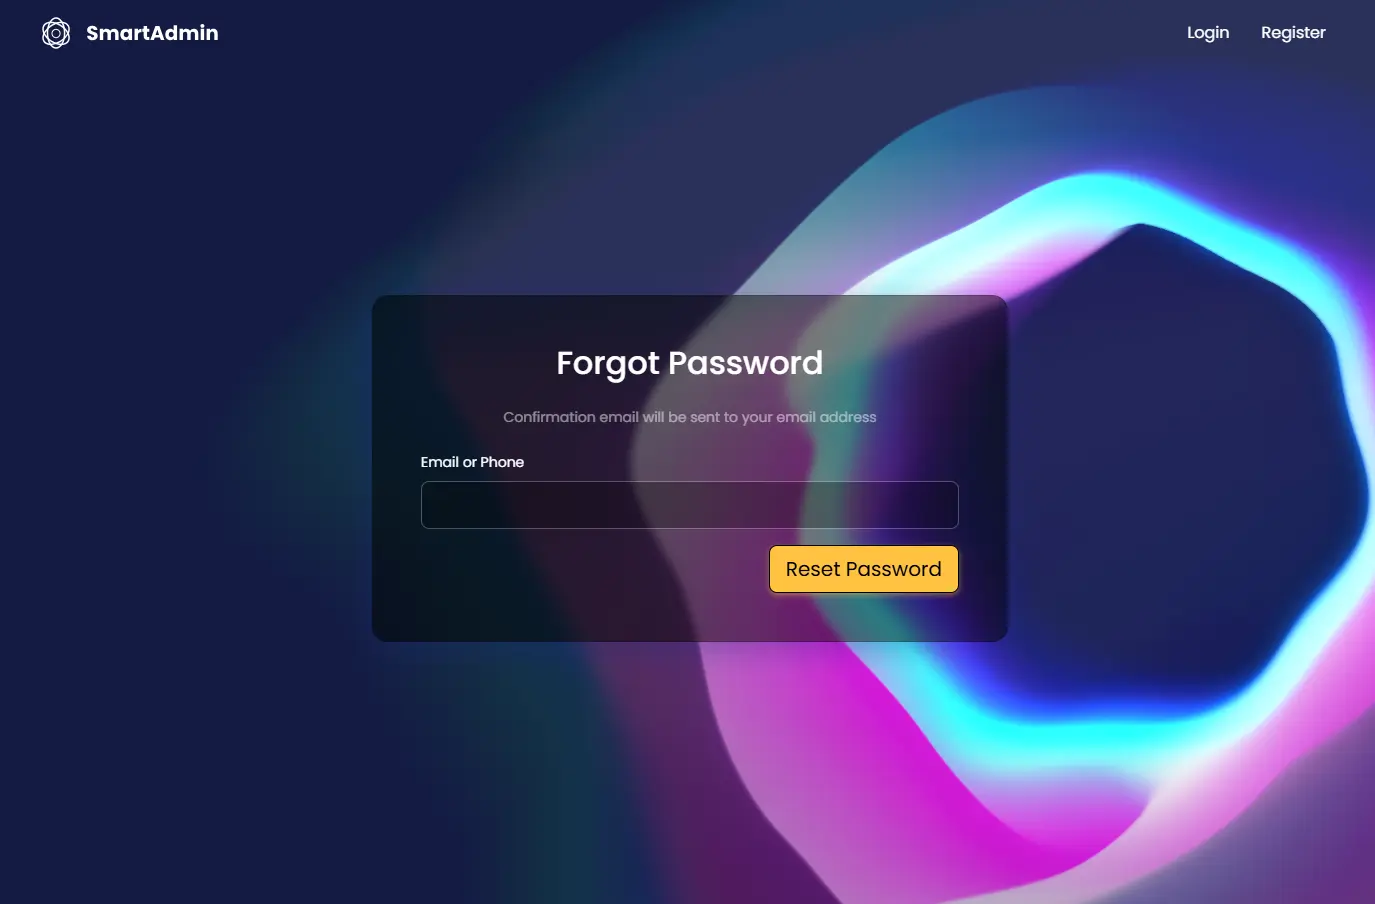 SmartAdmin
Login
Register
Forgot Password
Confirmation email will be sent to your email address
Email or Phone
Reset Password